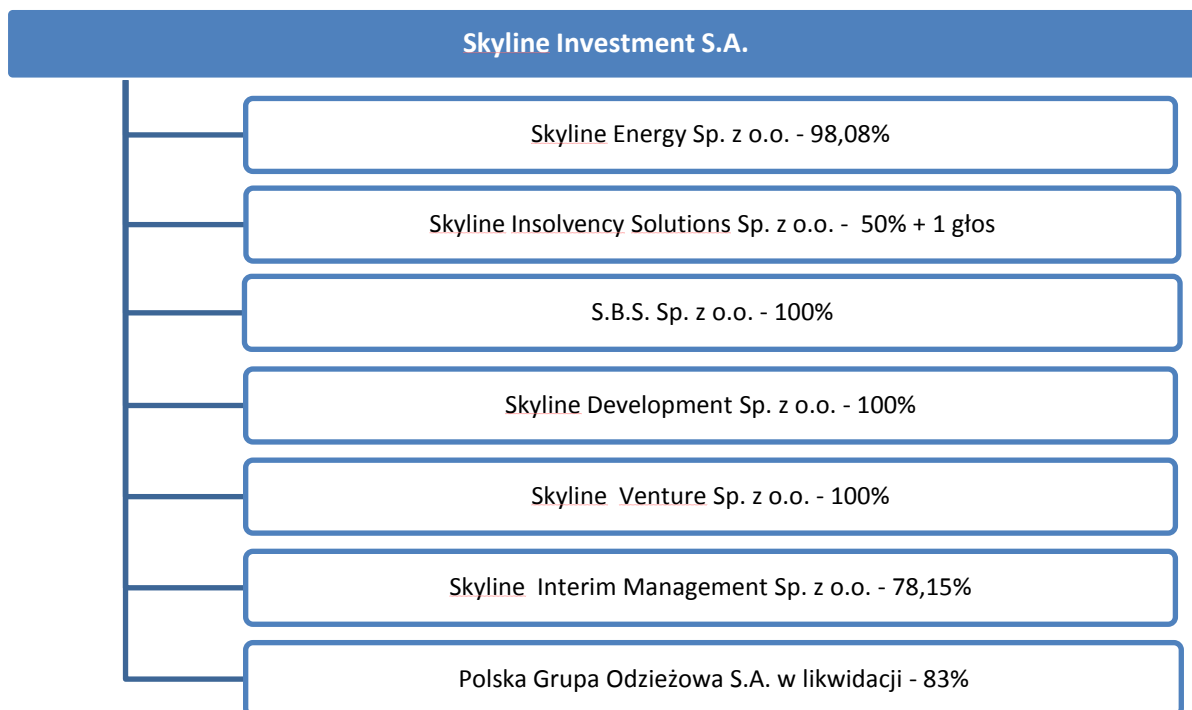 Skyline Investment S.A.
Skyline Energy Sp. z o.o. - 98,08%
Skyline Insolvency Solutions Sp. z o.o. - 50% + 1 głos
S.B.S. Sp. z o.o. - 100%
Skyline Development Sp. z o.o. - 100%
Skyline Venture Sp. z o.o. - 100%
Skyline Interim Management Sp. z o.o. - 78,15%
Polska Grupa Odzieżowa S.A. w likwidacji - 83%